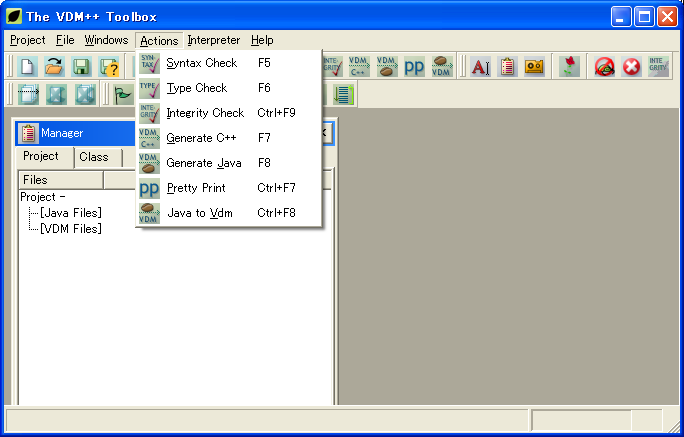 The VDM++ Toolbox
Project File Windows Actions Interpreter Help
Syntax Check F5
Type Check F6
Integrity Check Ctrl+F9
Generate C++ F7
Generate Java F8
Pretty Print Ctrl+F7
Java to Vdm Ctrl+F8
SYN-
TAX
TYPE
INTE
GRITY
VDM
C++
VDM
pp
VDM
INTE
GRITY
VDM
C++
VDM
pp
VDM
A
INTE
GRITY
Manager
Project Class
Files
Project -
[Java Files]
[VDM Files]